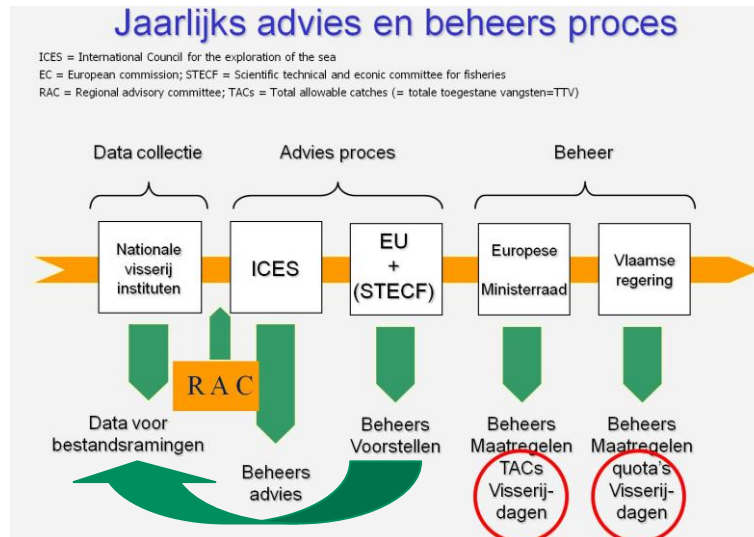 Jaarlijks advies en beheers proces
ICES = International Council for the exploration of the sea
EC = European commission; STECF = Scientific technical and econic committee for fisheries
RAC = Regional advisory committee; TACs = Total allowable catches (= totale toegestane vangsten=TTV)
Data collectie
Advies proces
Beheer
Nationale
visserij
instituten
ICES
EU
+
(STECF)
Europese
Ministerraad
Vlaamse
regering
RAC
Data voor
bestandsramingen
Beheers
advies
Beheers
Voorstellen
Beheers
Maatregelen
TACs
Visserij-
dagen
Beheers
Maatregelen
quota's
Visserij-
dagen